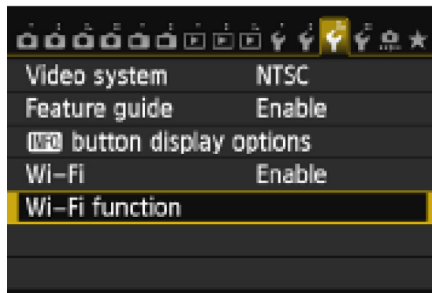 Video system NTSC
Feature guide Enable
INFO button display options
Wi-Fi Enable
Wi-Fi function